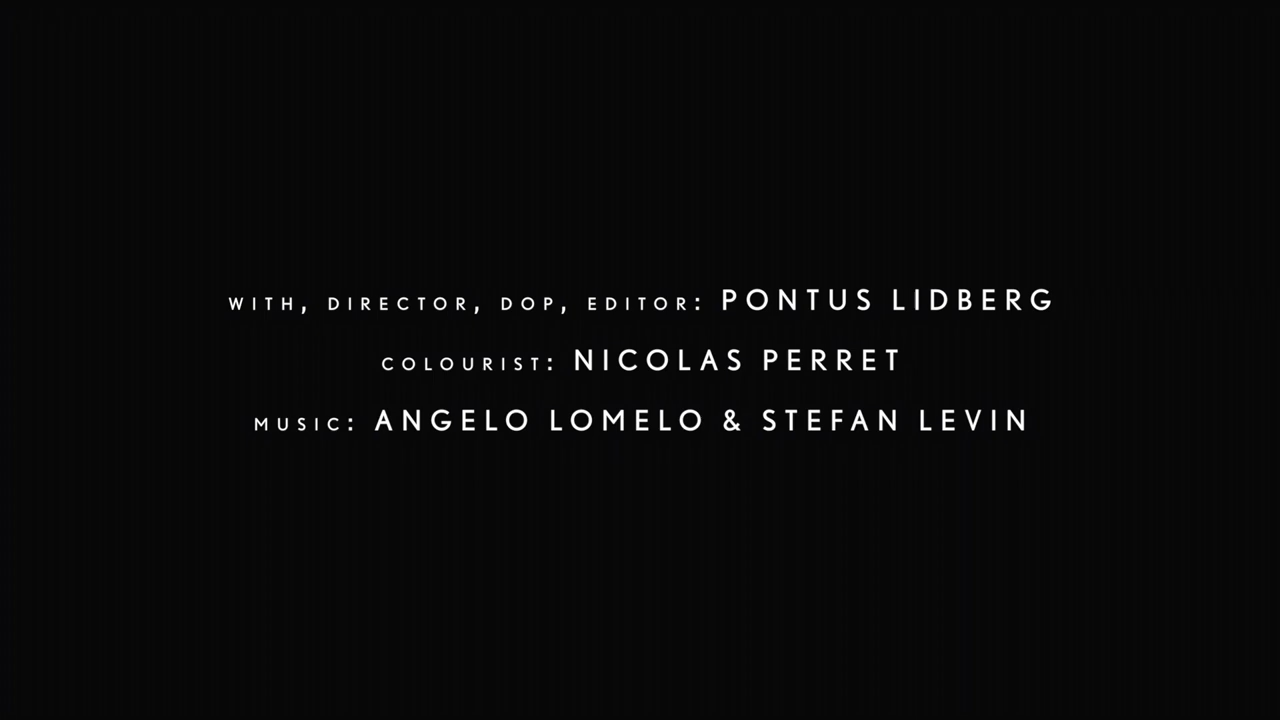 WITH, DIRECTOR, DOP, EDITOR: PONTUS LIDBERG
COLOURIST: NICOLAS PERRET
MUSIC: ANGELO LOMELO & STEFAN LEVIN